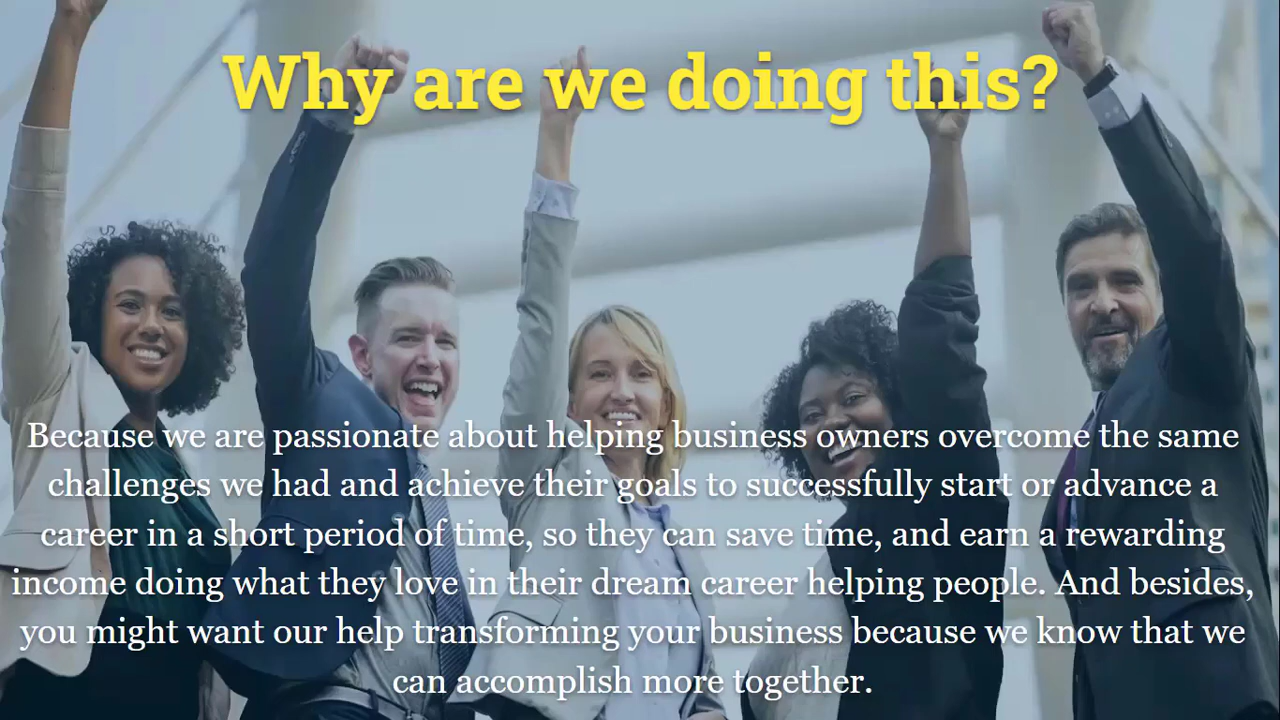 Why are we doing this?
Because we are passionate about helping business owners overcome the same
challenges we had and achieve their goals to successfully start or advance a
career in a short period of time, so they can save time, and earn a rewarding
income doing what they love in their dream career helping people. And besides,
you might want our help transforming your business because we know that we
can accomplish more together.